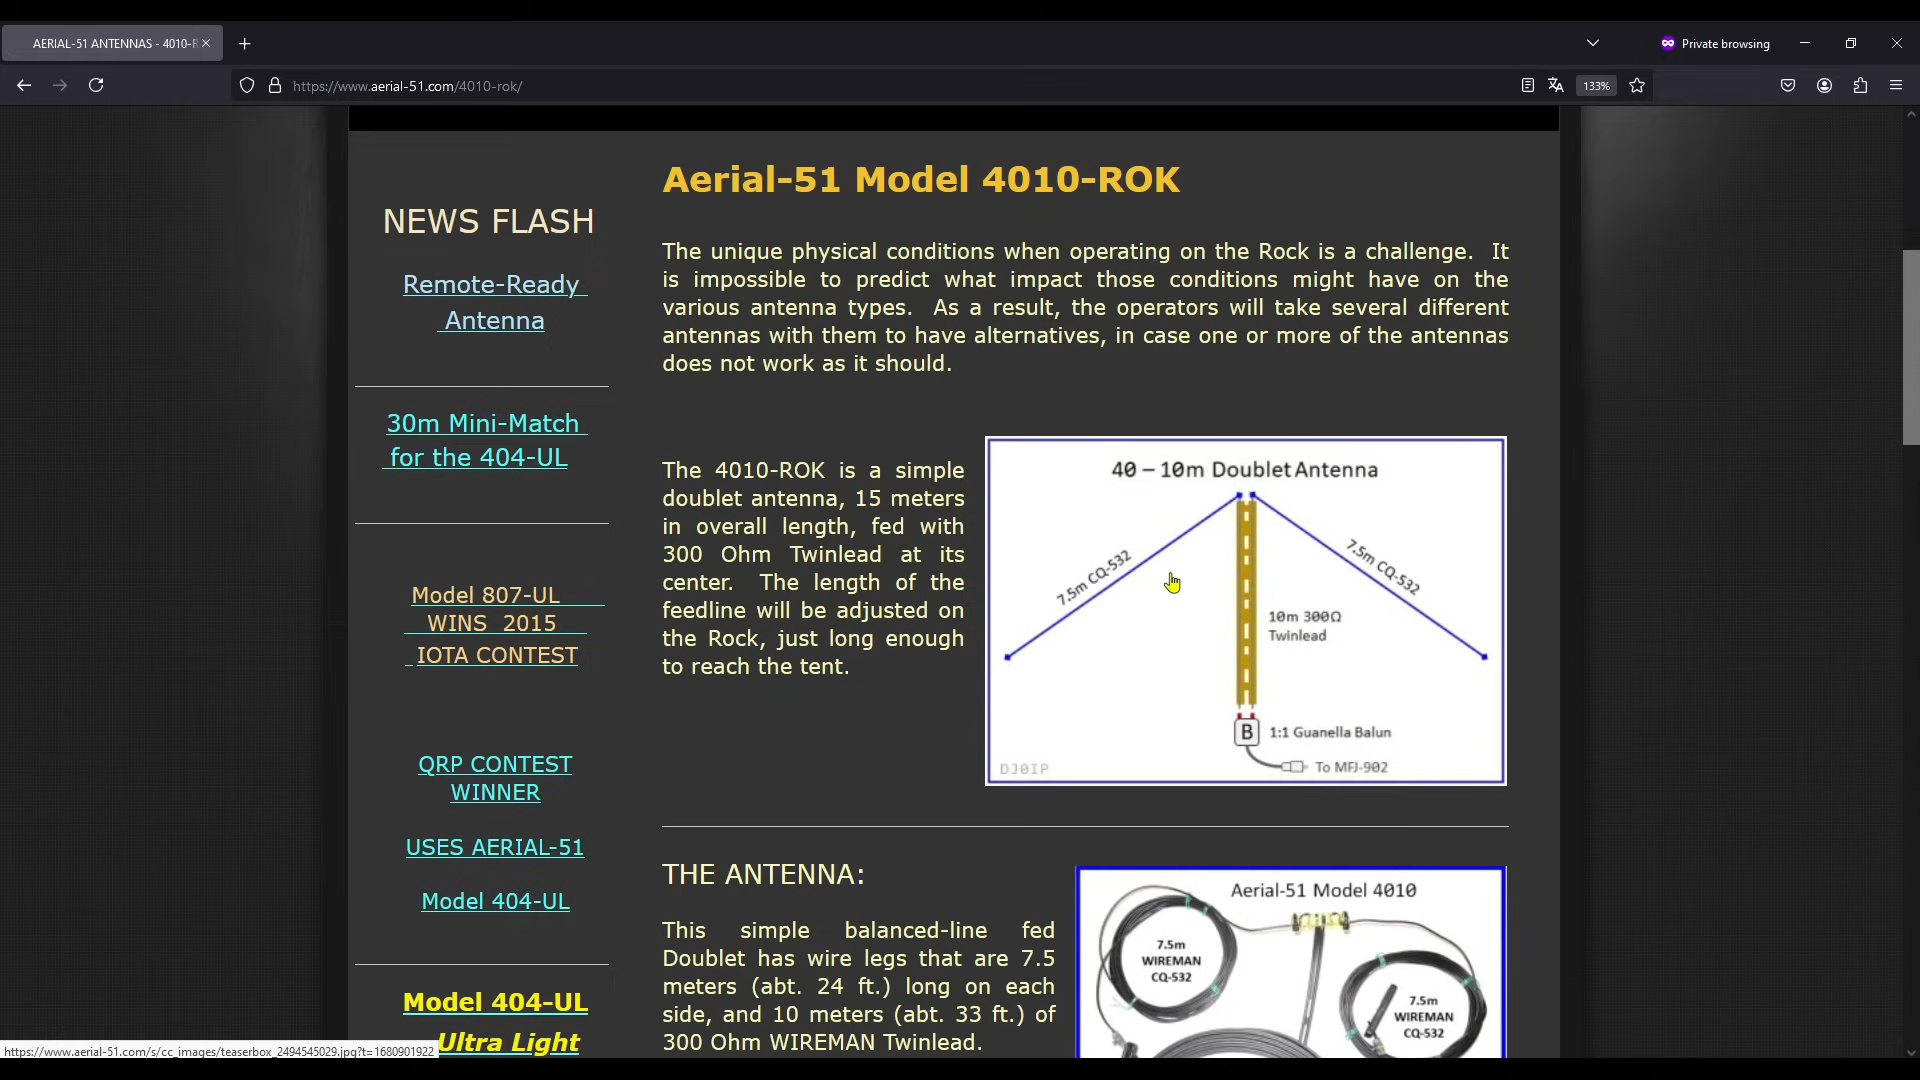 AERIAL-51 ANTENNAS - 4010-R
Private browsing
https://www.aerial-51.com/4010-rok/
133%
NEWS FLASH
Remote-Ready
Antenna
30m Mini-Match
for the 404-UL
Model 807-UL
WINS 2015
IOTA CONTEST
QRP CONTEST
WINNER
USES AERIAL-51
Model 404-UL
Model 404-UL
Ultra Light
Aerial-51 Model 4010-ROK
The unique physical conditions when operating on the Rock is a challenge. It
is impossible to predict what impact those conditions might have on the
various antenna types. As a result, the operators will take several different
antennas with them to have alternatives, in case one or more of the antennas
does not work as it should.
The 4010-ROK is a simple
doublet antenna, 15 meters
in overall length, fed with
300 Ohm Twinlead at its
center. The length of the
feedline will be adjusted on
the Rock, just long enough
to reach the tent.
40 – 10m Doublet Antenna
7.5m CQ-532
7.5m CQ-532
10m 300Ω
Twinlead
B
1:1 Guanella Balun
To MFJ-902
DJ0IP
THE ANTENNA:
This simple balanced-line fed
Doublet has wire legs that are 7.5
meters (abt. 24 ft.) long on each
side, and 10 meters (abt. 33 ft.) of
300 Ohm WIREMAN Twinlead.
Aerial-51 Model 4010
7.5m
WIREMAN
CQ-532
7.5m
WIREMAN
CQ-532
https://www.aerial-51.com/s/cc_images/teaserbox_2494545029.jpg?t=1680901922